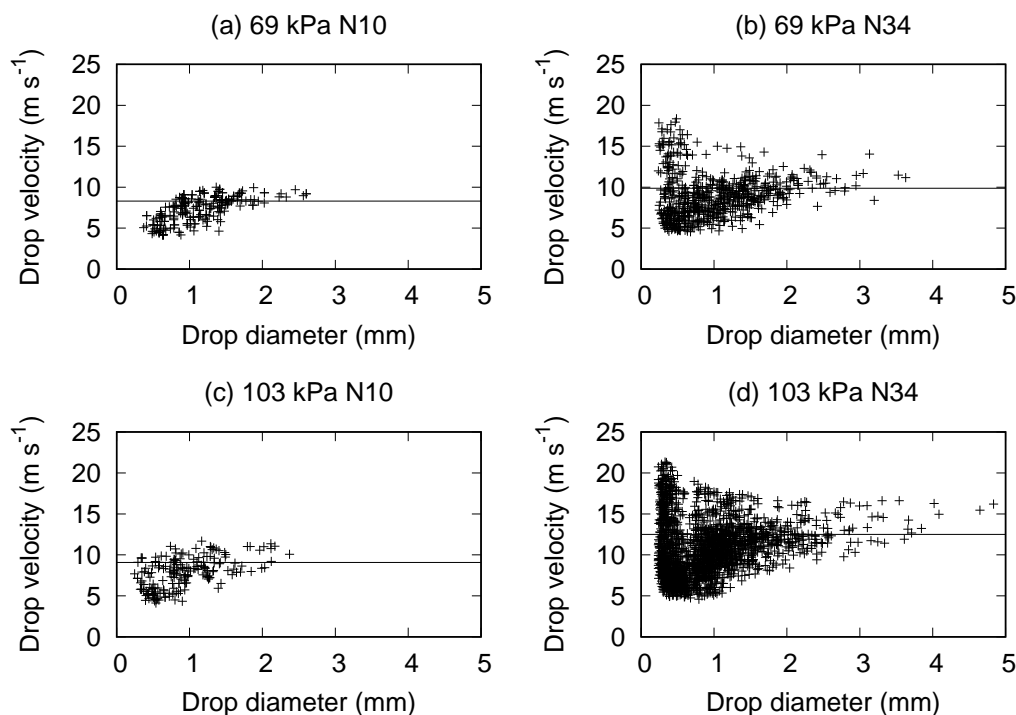 (a) 69 kPa N10
Drop velocity (m s⁻¹)
25
20
15
10
5
0
0 1 2 3 4 5
Drop diameter (mm)
(b) 69 kPa N34
Drop velocity (m s⁻¹)
25
20
15
10
5
0
0 1 2 3 4 5
Drop diameter (mm)
(c) 103 kPa N10
Drop velocity (m s⁻¹)
25
20
15
10
5
0
0 1 2 3 4 5
Drop diameter (mm)
(d) 103 kPa N34
Drop velocity (m s⁻¹)
25
20
15
10
5
0
0 1 2 3 4 5
Drop diameter (mm)